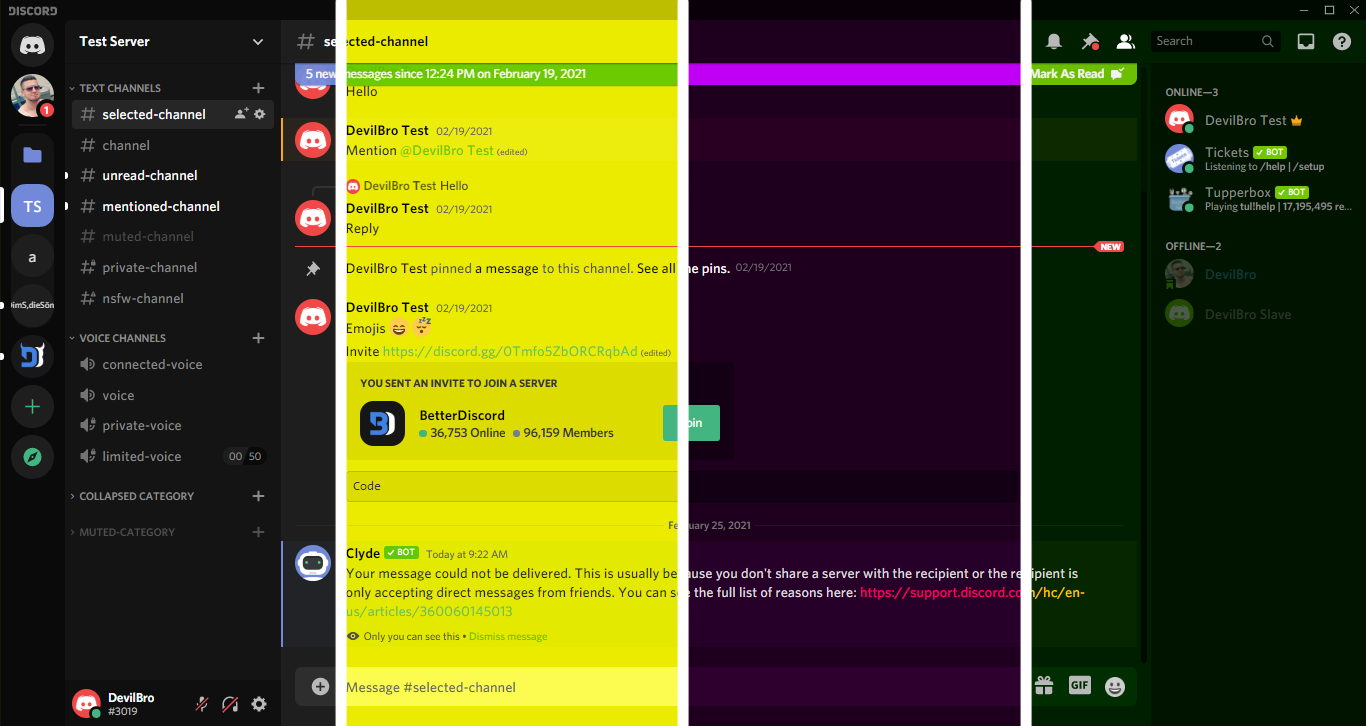 DISCORD
Test Server
TEXT CHANNELS
selected-channel
channel
unread-channel
mentioned-channel
muted-channel
private-channel
nsfw-channel
VOICE CHANNELS
connected-voice
voice
private-voice
limited-voice 00 50
COLLAPSED CATEGORY
MUTED-CATEGORY
1
TS
a
DevilBro
#3019
5 new messages since 12:24 PM on February 19, 2021
Mark As Read
Hello
DevilBro Test 02/19/2021
Mention @DevilBro Test (edited)
DevilBro Test Hello
DevilBro Test 02/19/2021
Reply
NEW
DevilBro Test pinned a message to this channel. See all
he pins. 02/19/2021
DevilBro Test 02/19/2021
Emojis
Invite https://discord.gg/0Tmfo5ZbORCRqbAd (edited)
YOU SENT AN INVITE TO JOIN A SERVER
BetterDiscord
36,753 Online 96,159 Members
Code
February 25, 2021
Clyde BOT Today at 9:22 AM
Your message could not be delivered. This is usually because you don't share a server with the recipient or the recipient is
only accepting direct messages from friends. You can see the full list of reasons here: https://support.discord.com/hc/en-
us/articles/360060145013
Only you can see this • Dismiss message
Message #selected-channel
GIF
Search
ONLINE—3
DevilBro Test
Tickets BOT
Listening to /help | /setup
Tupperbox BOT
Playing tul!help | 17,195,495 re...
OFFLINE—2
DevilBro
DevilBro Slave